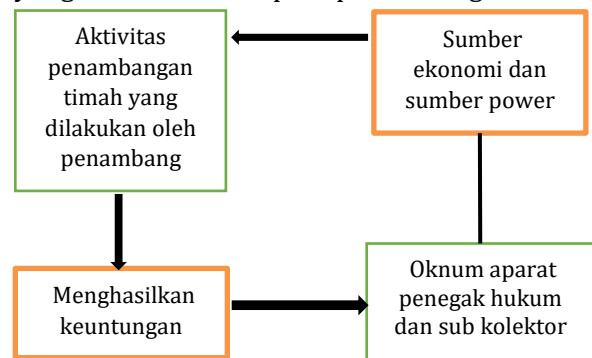 Aktivitas
penambangan
timah yang
dilakukan oleh
penambang
Sumber
ekonomi dan
sumber power
Menghasilkan
keuntungan
Oknum aparat
penegak hukum
dan sub kolektor